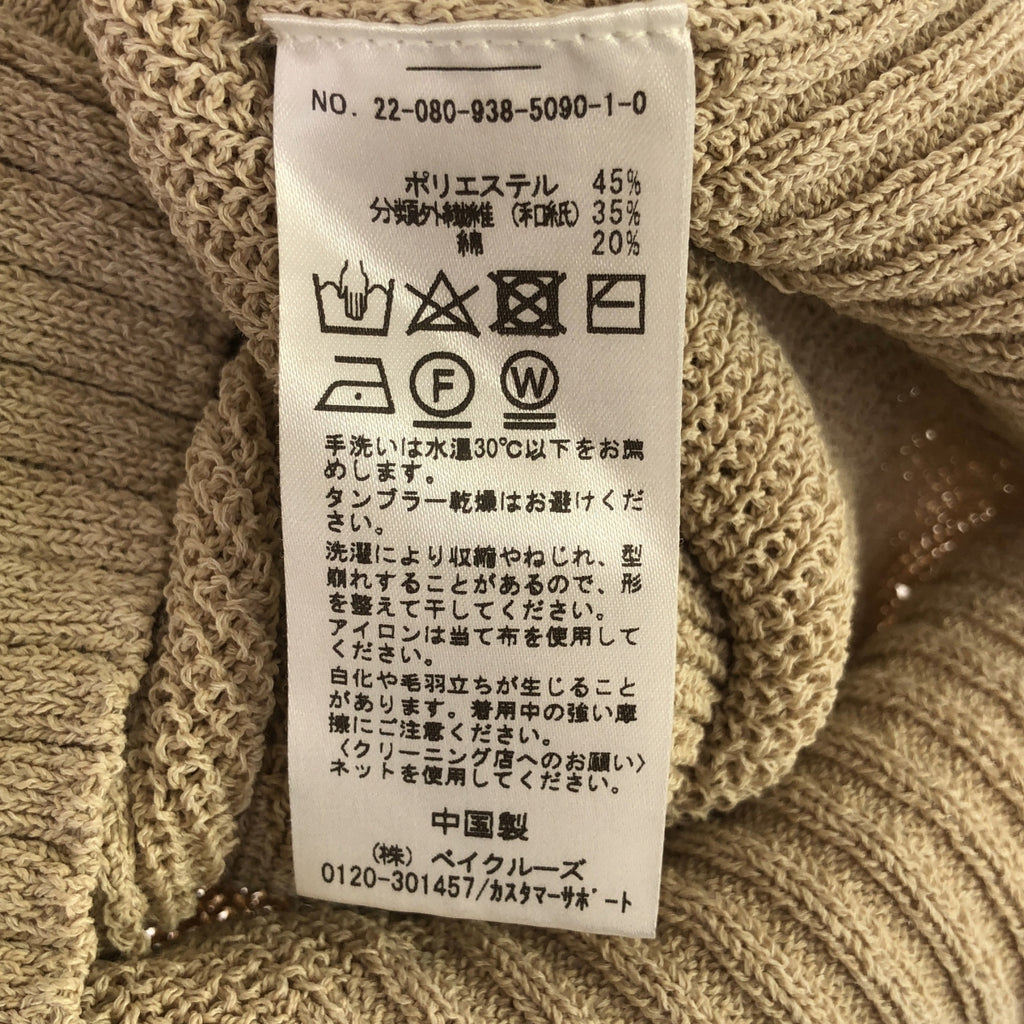 NO. 22-080-938-5090-1-0
ポリエステル 45%
分類外繊維 (和紙) 35%
綿 20%
F W
手洗いは水温30℃以下をお薦
めします。
タンブラー乾燥はお避けくだ
さい。
洗濯により収縮やねじれ、型
崩れすることがあるので、形
を整えて干してください。
アイロンは当て布を使用して
ください。
白化や毛羽立ちが生じること
があります。着用中の強い摩
擦にご注意ください。
〈クリーニング店へのお願い〉
ネットを使用してください。
中国製
(株) ベイクルーズ
0120-301457/カスタマーサポート